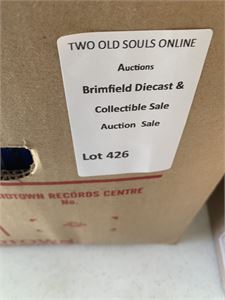 TWO OLD SOULS ONLINE
Auctions
Brimfield Diecast &
Collectible Sale
Auction Sale
Lot 426
RECORDS CENTRE
No.